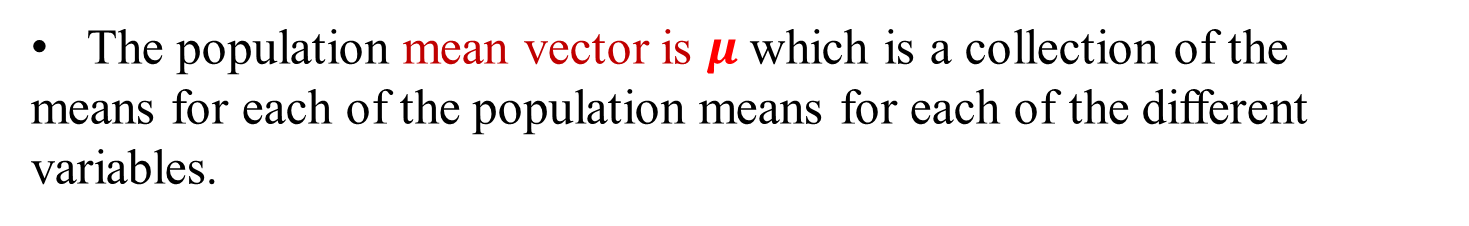 • The population mean vector is μ which is a collection of the
means for each of the population means for each of the different
variables.